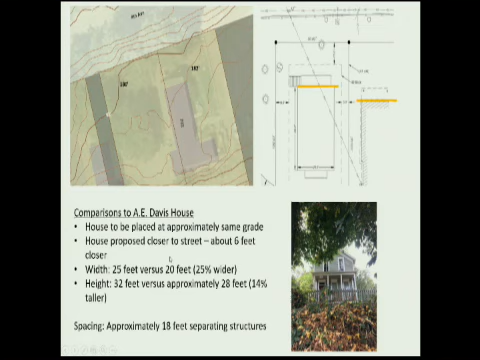 Comparisons to A.E. Davis House
• House to be placed at approximately same grade
• House proposed closer to street – about 6 feet
closer
• Width: 25 feet versus 20 feet (25% wider)
• Height: 32 feet versus approximately 28 feet (14%
taller)
Spacing: Approximately 18 feet separating structures